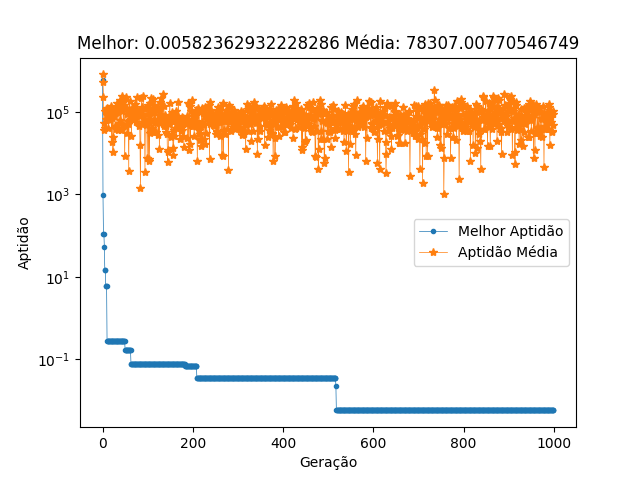 Melhor: 0.00582362932228286 Média: 78307.00770546749
Aptidão
10^5
10^3
10^1
10^-1
Melhor Aptidão
Aptidão Média
0
200
400
600
800
1000
Geração